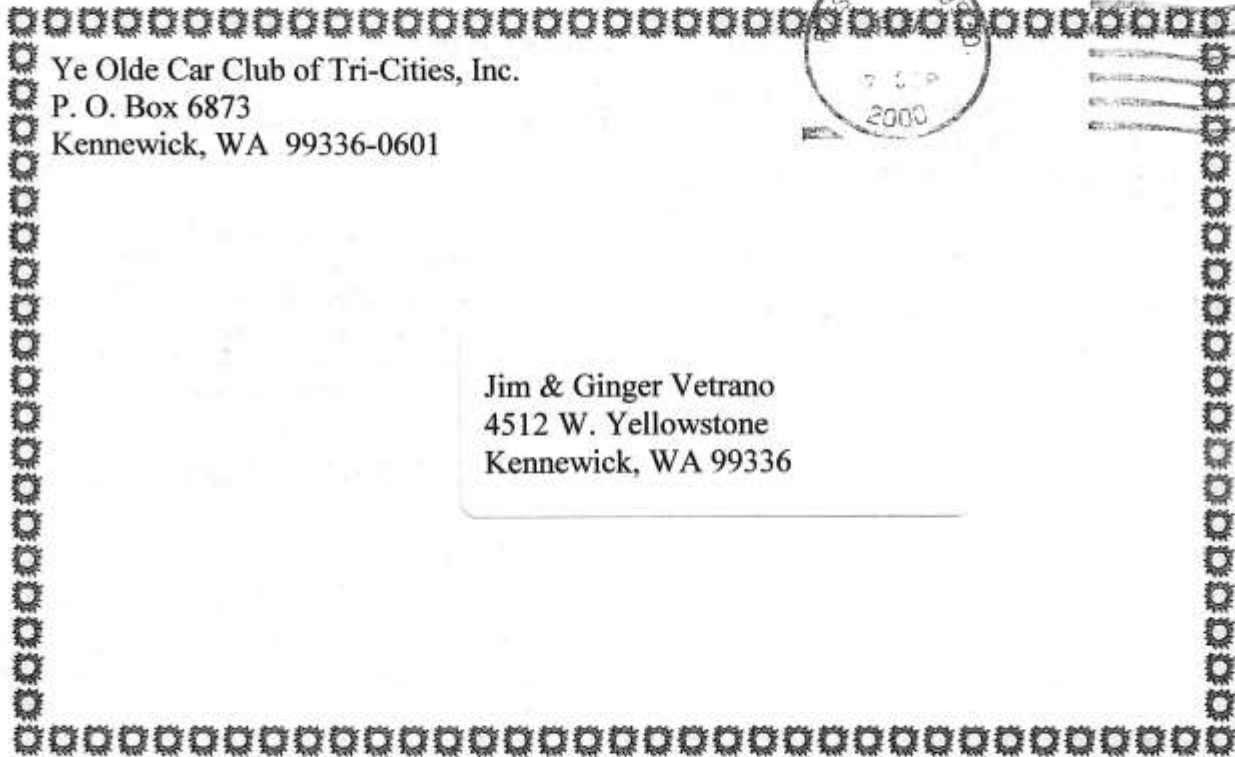 Ye Olde Car Club of Tri-Cities, Inc.
P. O. Box 6873
Kennewick, WA 99336-0601
2000
Jim & Ginger Vetrano
4512 W. Yellowstone
Kennewick, WA 99336